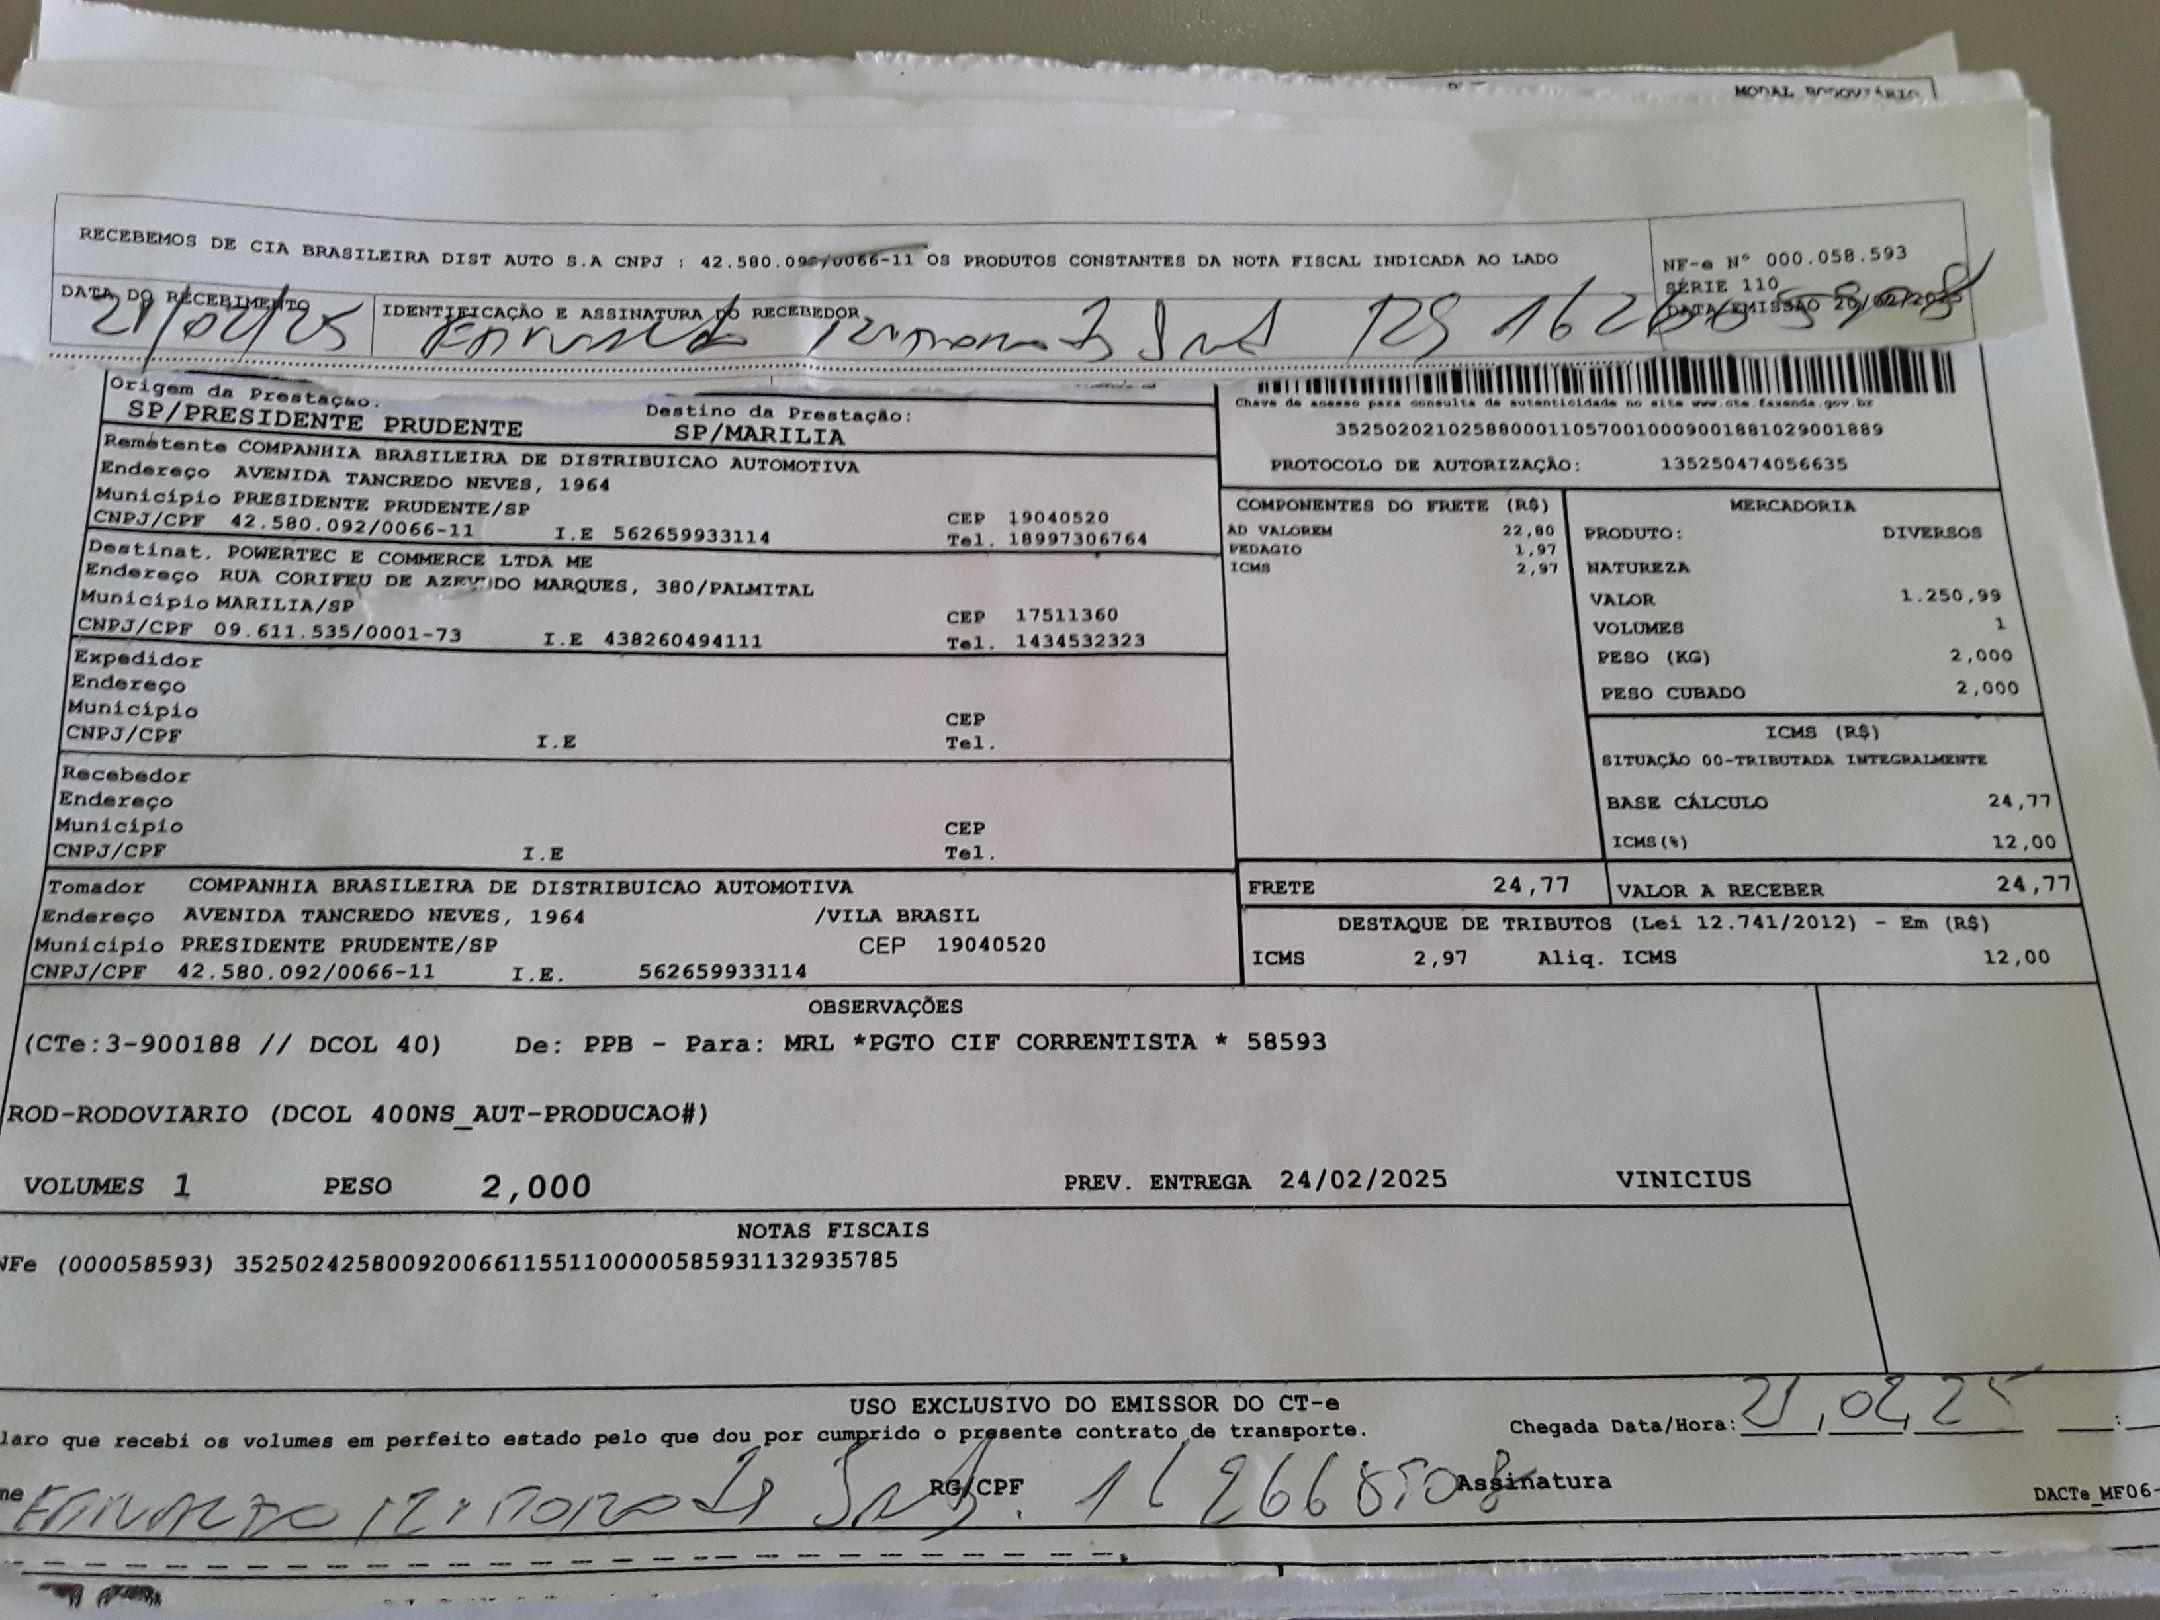 MODAL RODOVIÁRIO
RECEBEMOS DE CIA BRASILEIRA DIST AUTO S.A CNPJ : 42.580.092/0066-11 OS PRODUTOS CONSTANTES DA NOTA FISCAL INDICADA AO LADO
NF-e Nº 000.058.593
SÉRIE 110
DATA EMISSAO 20/02/2025
DATA DO RECEBIMENTO
21/02/25
IDENTIFICAÇÃO E ASSINATURA DO RECEBEDOR
Origem da Prestação:
SP/PRESIDENTE PRUDENTE
Destino da Prestação:
SP/MARILIA
Chave de acesso para consulta de autenticidade no site www.cte.fazenda.gov.br
35250202102588000110570010009001881029001889
PROTOCOLO DE AUTORIZAÇÃO: 135250474056635
Remetente COMPANHIA BRASILEIRA DE DISTRIBUICAO AUTOMOTIVA
Endereço AVENIDA TANCREDO NEVES, 1964
Município PRESIDENTE PRUDENTE/SP CEP 19040520
CNPJ/CPF 42.580.092/0066-11 I.E 562659933114 Tel. 18997306764
Destinat. POWERTEC E COMMERCE LTDA ME
Endereço RUA CORIFEU DE AZEVEDO MARQUES, 380/PALMITAL
Município MARILIA/SP CEP 17511360
CNPJ/CPF 09.611.535/0001-73 I.E 438260494111 Tel. 1434532323
Expedidor
Endereço
Município CEP
CNPJ/CPF I.E Tel.
Recebedor
Endereço
Município CEP
CNPJ/CPF I.E Tel.
Tomador COMPANHIA BRASILEIRA DE DISTRIBUICAO AUTOMOTIVA
Endereço AVENIDA TANCREDO NEVES, 1964 /VILA BRASIL
Município PRESIDENTE PRUDENTE/SP CEP 19040520
CNPJ/CPF 42.580.092/0066-11 I.E. 562659933114
COMPONENTES DO FRETE (R$)
AD VALOREM 22,80
PEDAGIO 1,97
ICMS 2,97
MERCADORIA
PRODUTO: DIVERSOS
NATUREZA
VALOR 1.250,99
VOLUMES 1
PESO (KG) 2,000
PESO CUBADO 2,000
ICMS (R$)
SITUAÇÃO 00-TRIBUTADA INTEGRALMENTE
BASE CÁLCULO 24,77
ICMS(%) 12,00
FRETE 24,77
VALOR A RECEBER 24,77
DESTAQUE DE TRIBUTOS (Lei 12.741/2012) - Em (R$)
ICMS 2,97 Aliq. ICMS 12,00
OBSERVAÇÕES
(CTe:3-900188 // DCOL 40) De: PPB - Para: MRL *PGTO CIF CORRENTISTA * 58593
ROD-RODOVIARIO (DCOL 400NS_AUT-PRODUCAO#)
VOLUMES 1 PESO 2,000 PREV. ENTREGA 24/02/2025 VINICIUS
NOTAS FISCAIS
NFe (000058593) 35250242580092006611551100000585931132935785
USO EXCLUSIVO DO EMISSOR DO CT-e
laro que recebi os volumes em perfeito estado pelo que dou por cumprido o presente contrato de transporte.
Chegada Data/Hora: 21,02,25 :
me RG/CPF Assinatura
DACTe_MF06-